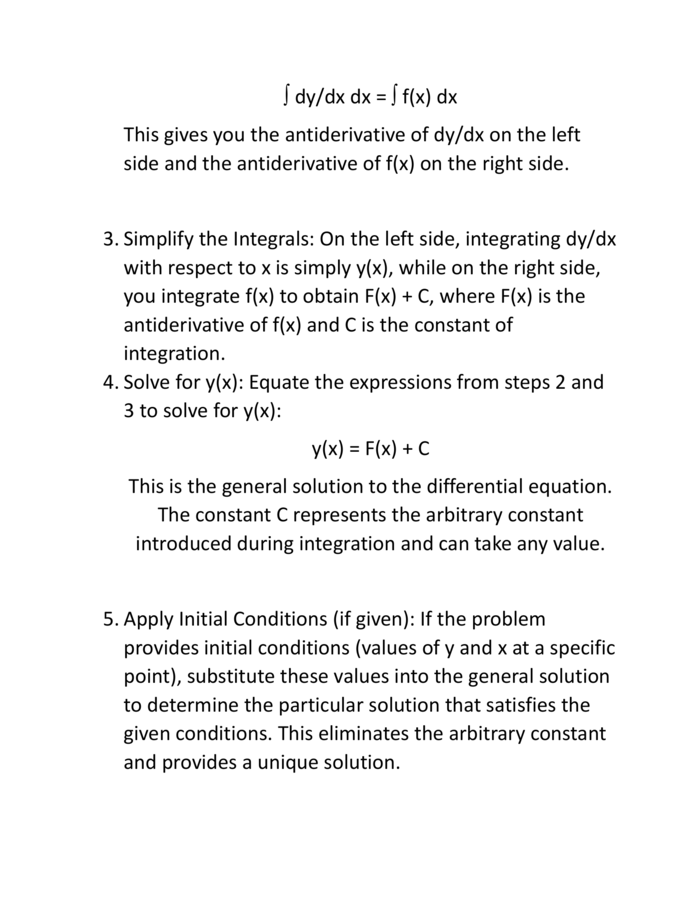 ∫ dy/dx dx = ∫ f(x) dx
This gives you the antiderivative of dy/dx on the left
side and the antiderivative of f(x) on the right side.
3. Simplify the Integrals: On the left side, integrating dy/dx
with respect to x is simply y(x), while on the right side,
you integrate f(x) to obtain F(x) + C, where F(x) is the
antiderivative of f(x) and C is the constant of
integration.
4. Solve for y(x): Equate the expressions from steps 2 and
3 to solve for y(x):
y(x) = F(x) + C
This is the general solution to the differential equation.
The constant C represents the arbitrary constant
introduced during integration and can take any value.
5. Apply Initial Conditions (if given): If the problem
provides initial conditions (values of y and x at a specific
point), substitute these values into the general solution
to determine the particular solution that satisfies the
given conditions. This eliminates the arbitrary constant
and provides a unique solution.